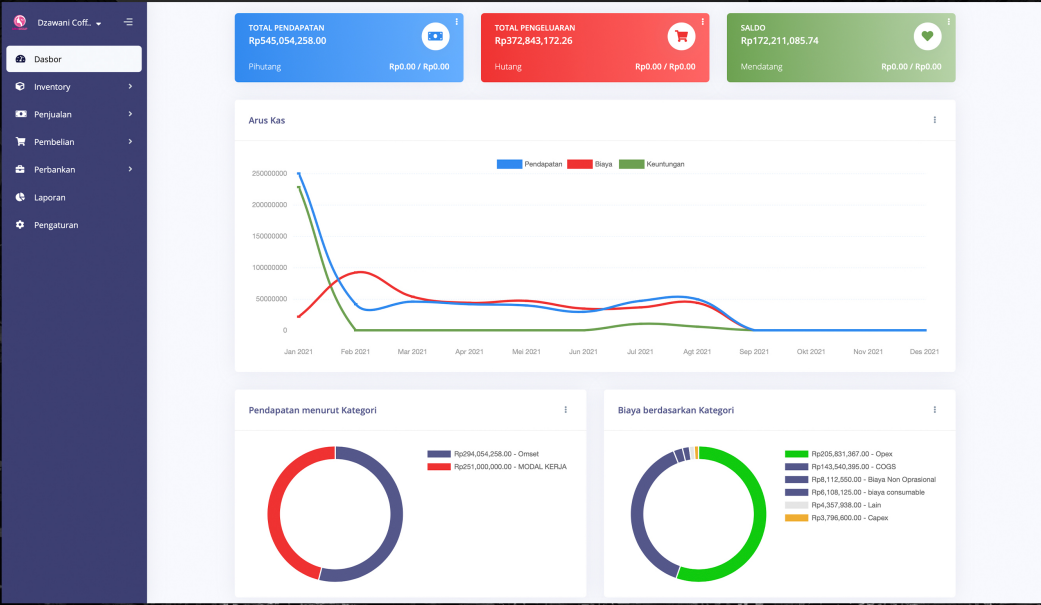 Dzawani Coff..
Dasbor
Inventory
Penjualan
Pembelian
Perbankan
Laporan
Pengaturan
TOTAL PENDAPATAN
Rp545,054,258.00
Pihutang
Rp0.00 / Rp0.00
TOTAL PENGELUARAN
Rp372,843,172.26
Hutang
Rp0.00 / Rp0.00
SALDO
Rp172,211,085.74
Mendatang
Rp0.00 / Rp0.00
Arus Kas
Pendapatan Biaya Keuntungan
250000000
200000000
150000000
100000000
50000000
0
Jan 2021 Feb 2021 Mar 2021 Apr 2021 Mei 2021 Jun 2021 Jul 2021 Agt 2021 Sep 2021 Okt 2021 Nov 2021 Des 2021
Pendapatan menurut Kategori
Rp294,054,258.00 - Omset
Rp251,000,000.00 - MODAL KERJA
Biaya berdasarkan Kategori
Rp205,831,367.00 - Opex
Rp143,540,395.00 - COGS
Rp8,112,550.00 - Biaya Non Oprasional
Rp6,108,125.00 - biaya consumable
Rp4,357,938.00 - Lain
Rp3,796,600.00 - Capex